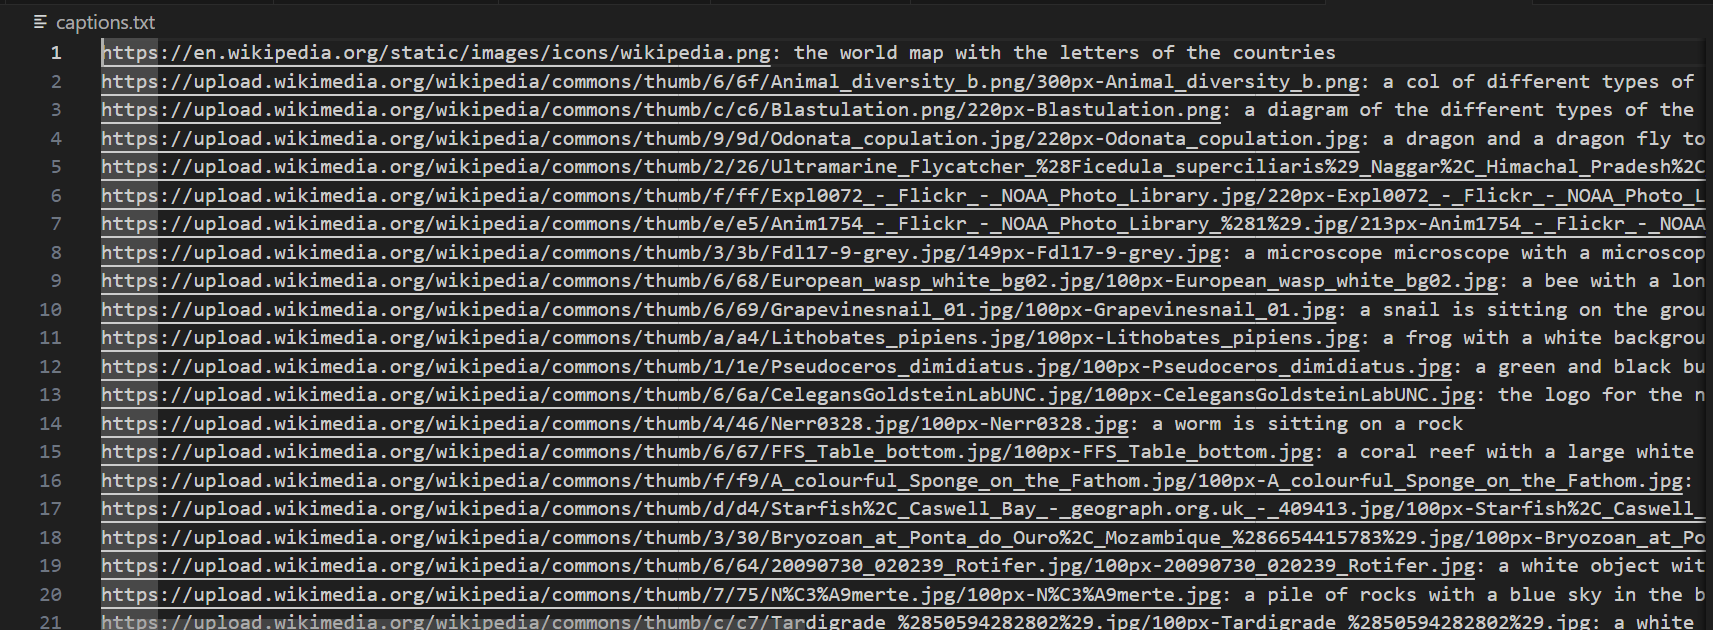 captions.txt
1 https://en.wikipedia.org/static/images/icons/wikipedia.png: the world map with the letters of the countries
2 https://upload.wikimedia.org/wikipedia/commons/thumb/6/6f/Animal_diversity_b.png/300px-Animal_diversity_b.png: a col of different types of
3 https://upload.wikimedia.org/wikipedia/commons/thumb/c/c6/Blastulation.png/220px-Blastulation.png: a diagram of the different types of the
4 https://upload.wikimedia.org/wikipedia/commons/thumb/9/9d/Odonata_copulation.jpg/220px-Odonata_copulation.jpg: a dragon and a dragon fly to
5 https://upload.wikimedia.org/wikipedia/commons/thumb/2/26/Ultramarine_Flycatcher_%28Ficedula_superciliaris%29_Naggar%2C_Himachal_Pradesh%2C
6 https://upload.wikimedia.org/wikipedia/commons/thumb/f/ff/Expl0072_-_Flickr_-_NOAA_Photo_Library.jpg/220px-Expl0072_-_Flickr_-_NOAA_Photo_L
7 https://upload.wikimedia.org/wikipedia/commons/thumb/e/e5/Anim1754_-_Flickr_-_NOAA_Photo_Library_%281%29.jpg/213px-Anim1754_-_Flickr_-_NOAA
8 https://upload.wikimedia.org/wikipedia/commons/thumb/3/3b/Fdl17-9-grey.jpg/149px-Fdl17-9-grey.jpg: a microscope microscope with a microscop
9 https://upload.wikimedia.org/wikipedia/commons/thumb/6/68/European_wasp_white_bg02.jpg/100px-European_wasp_white_bg02.jpg: a bee with a lon
10 https://upload.wikimedia.org/wikipedia/commons/thumb/6/69/Grapevinesnail_01.jpg/100px-Grapevinesnail_01.jpg: a snail is sitting on the grou
11 https://upload.wikimedia.org/wikipedia/commons/thumb/a/a4/Lithobates_pipiens.jpg/100px-Lithobates_pipiens.jpg: a frog with a white backgrou
12 https://upload.wikimedia.org/wikipedia/commons/thumb/1/1e/Pseudoceros_dimidiatus.jpg/100px-Pseudoceros_dimidiatus.jpg: a green and black bu
13 https://upload.wikimedia.org/wikipedia/commons/thumb/6/6a/CelegansGoldsteinLabUNC.jpg/100px-CelegansGoldsteinLabUNC.jpg: the logo for the n
14 https://upload.wikimedia.org/wikipedia/commons/thumb/4/46/Nerr0328.jpg/100px-Nerr0328.jpg: a worm is sitting on a rock
15 https://upload.wikimedia.org/wikipedia/commons/thumb/6/67/FFS_Table_bottom.jpg/100px-FFS_Table_bottom.jpg: a coral reef with a large white
16 https://upload.wikimedia.org/wikipedia/commons/thumb/f/f9/A_colourful_Sponge_on_the_Fathom.jpg/100px-A_colourful_Sponge_on_the_Fathom.jpg:
17 https://upload.wikimedia.org/wikipedia/commons/thumb/d/d4/Starfish%2C_Caswell_Bay_-_geograph.org.uk_-_409413.jpg/100px-Starfish%2C_Caswell_
18 https://upload.wikimedia.org/wikipedia/commons/thumb/3/30/Bryozoan_at_Ponta_do_Ouro%2C_Mozambique_%286654415783%29.jpg/100px-Bryozoan_at_Po
19 https://upload.wikimedia.org/wikipedia/commons/thumb/6/64/20090730_020239_Rotifer.jpg/100px-20090730_020239_Rotifer.jpg: a white object wit
20 https://upload.wikimedia.org/wikipedia/commons/thumb/7/75/N%C3%A9merte.jpg/100px-N%C3%A9merte.jpg: a pile of rocks with a blue sky in the b
21 https://upload.wikimedia.org/wikipedia/commons/thumb/c/c7/Tardigrade_%2850594282802%29.jpg/100px-Tardigrade_%2850594282802%29.jpg: a white